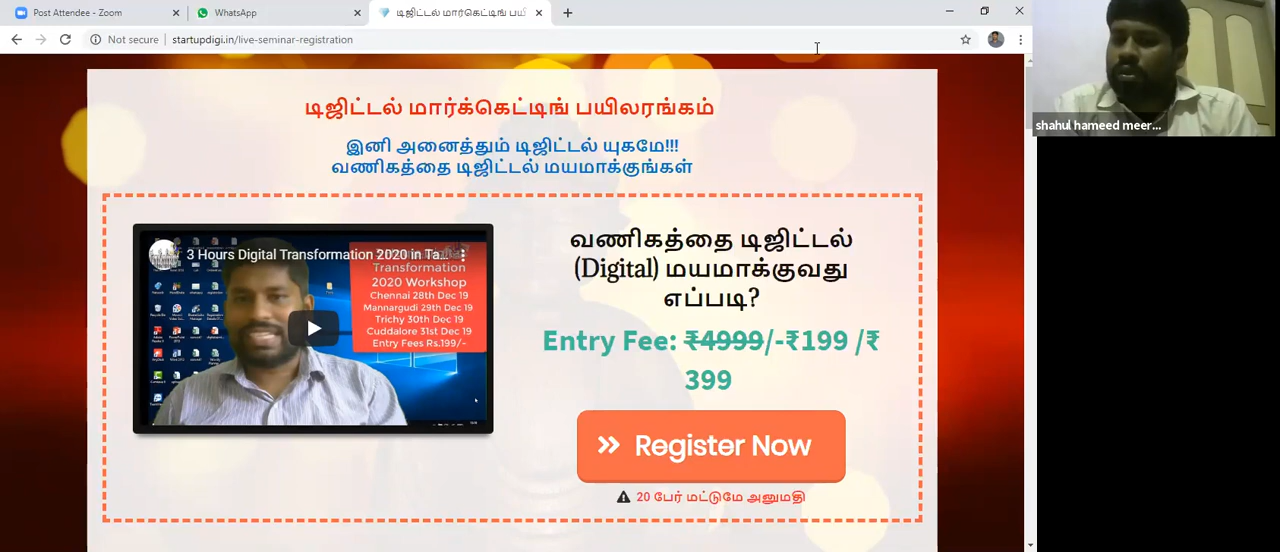 Post Attendee - Zoom
WhatsApp
டிஜிட்டல் மார்க்கெட்டிங் பயி
Not secure
startupdigi.in/live-seminar-registration
shahul hameed meer...
டிஜிட்டல் மார்க்கெட்டிங் பயிலரங்கம்
இனி அனைத்தும் டிஜிட்டல் யுகமே!!!
வணிகத்தை டிஜிட்டல் மயமாக்குங்கள்
3 Hours Digital Transformation 2020 in Ta...
Transformation
2020 Workshop
Chennai 28th Dec 19
Mannargudi 29th Dec 19
Trichy 30th Dec 19
Cuddalore 31st Dec 19
Entry Fees Rs.199/-
வணிகத்தை டிஜிட்டல்
(Digital) மயமாக்குவது
எப்படி?
Entry Fee: ₹4999/-₹199 /₹
399
Register Now
20 பேர் மட்டுமே அனுமதி